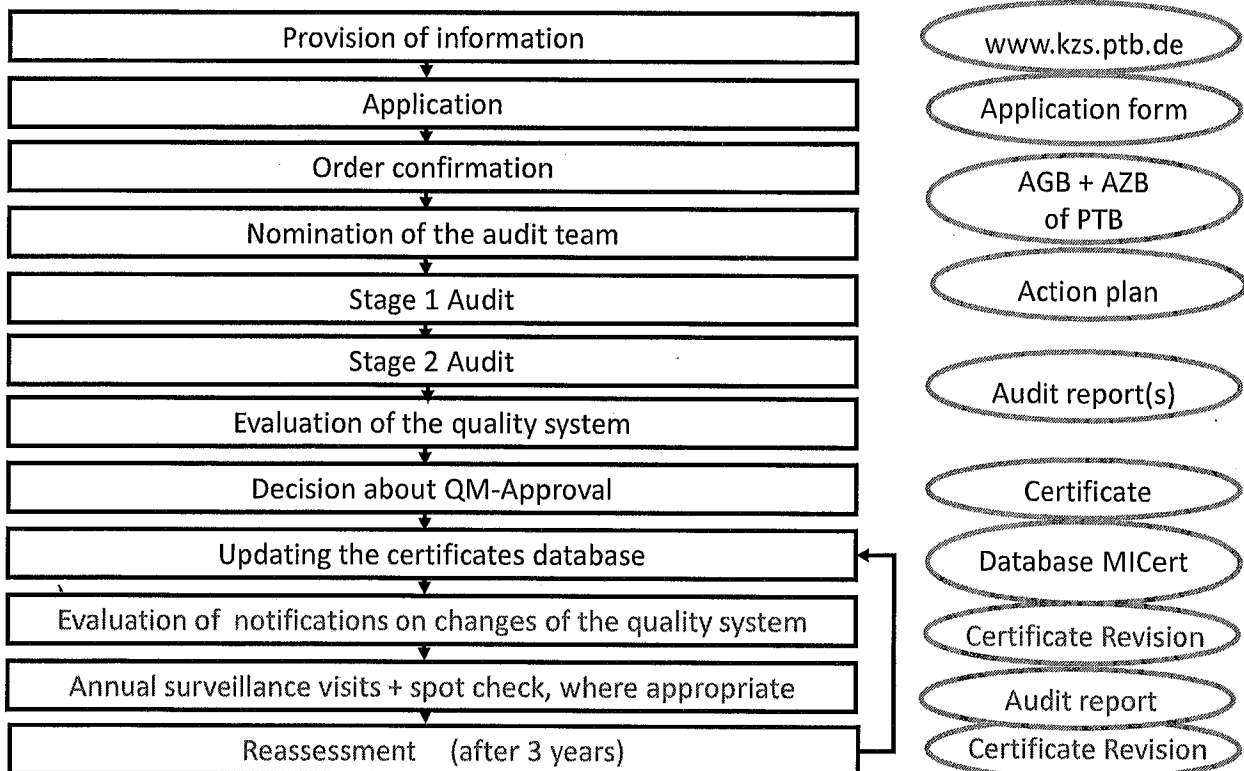 Provision of information
www.kzs.ptb.de
Application
Application form
Order confirmation
AGB + AZB
of PTB
Nomination of the audit team
Stage 1 Audit
Action plan
Stage 2 Audit
Audit report(s)
Evaluation of the quality system
Decision about QM-Approval
Certificate
Updating the certificates database
Database MICert
Evaluation of notifications on changes of the quality system
Certificate Revision
Annual surveillance visits + spot check, where appropriate
Audit report
Reassessment (after 3 years)
Certificate Revision